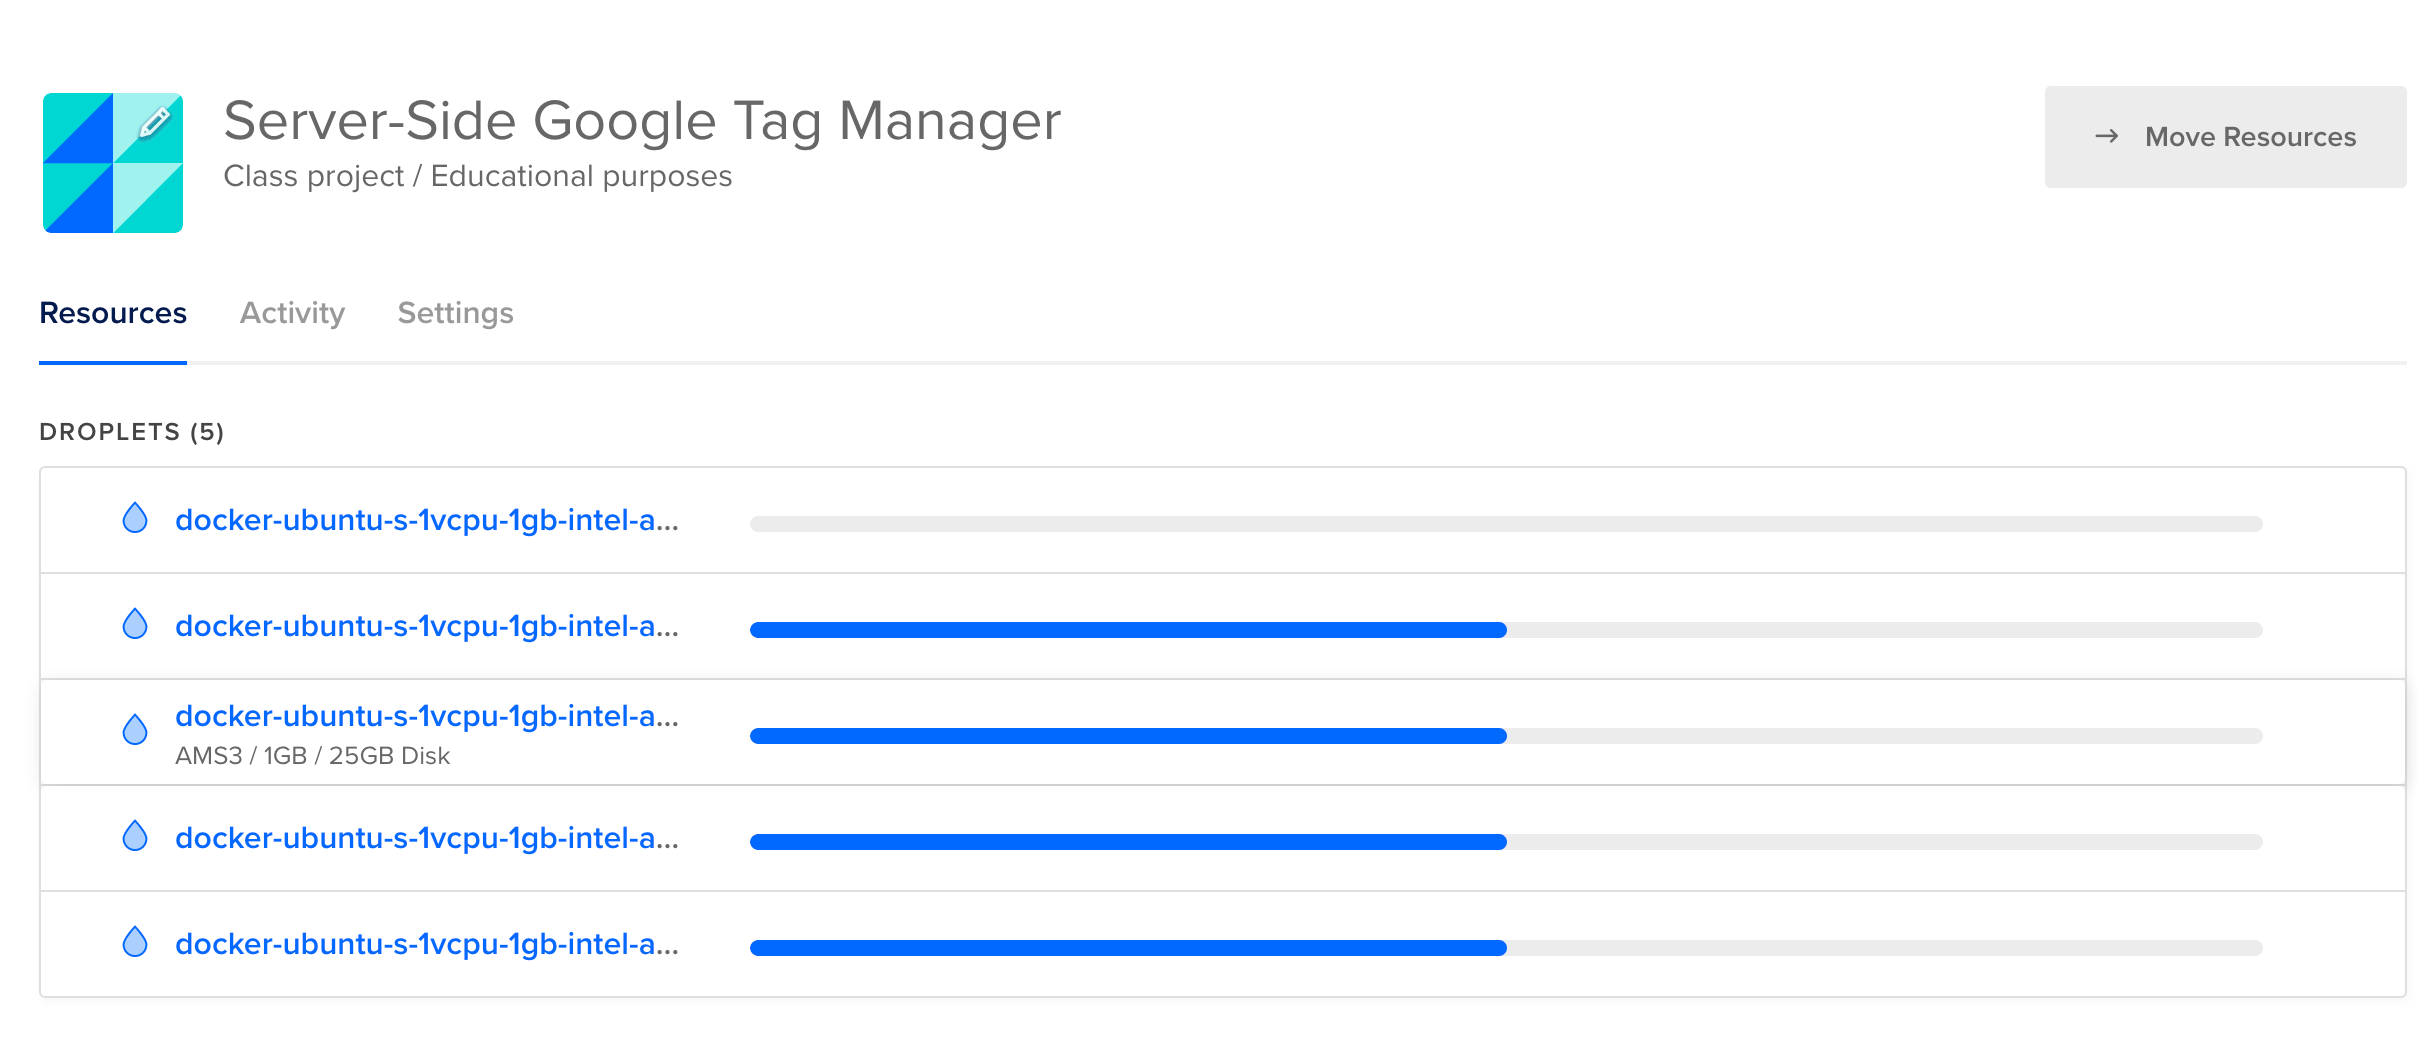 Server-Side Google Tag Manager
Class project / Educational purposes
→ Move Resources
Resources
Activity
Settings
DROPLETS (5)
docker-ubuntu-s-1vcpu-1gb-intel-a...
docker-ubuntu-s-1vcpu-1gb-intel-a...
docker-ubuntu-s-1vcpu-1gb-intel-a...
AMS3 / 1GB / 25GB Disk
docker-ubuntu-s-1vcpu-1gb-intel-a...
docker-ubuntu-s-1vcpu-1gb-intel-a...